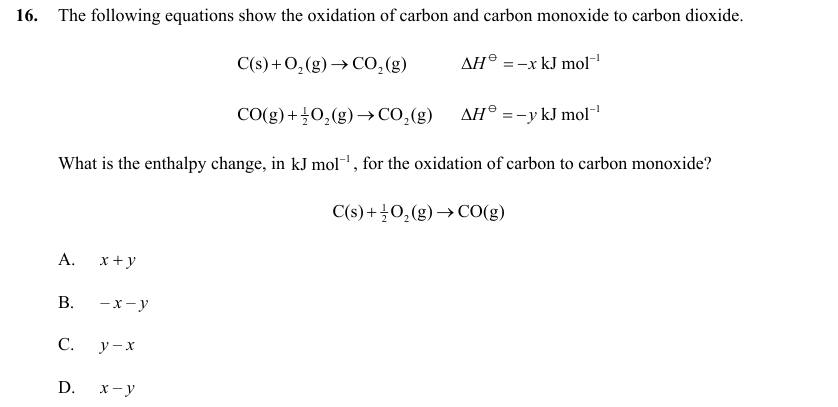 16. The following equations show the oxidation of carbon and carbon monoxide to carbon dioxide.
C(s) + O₂(g) → CO₂(g) ΔH⊖ = −x kJ mol⁻¹
CO(g) + ½O₂(g) → CO₂(g) ΔH⊖ = −y kJ mol⁻¹
What is the enthalpy change, in kJ mol⁻¹, for the oxidation of carbon to carbon monoxide?
C(s) + ½O₂(g) → CO(g)
A. x + y
B. − x − y
C. y − x
D. x − y